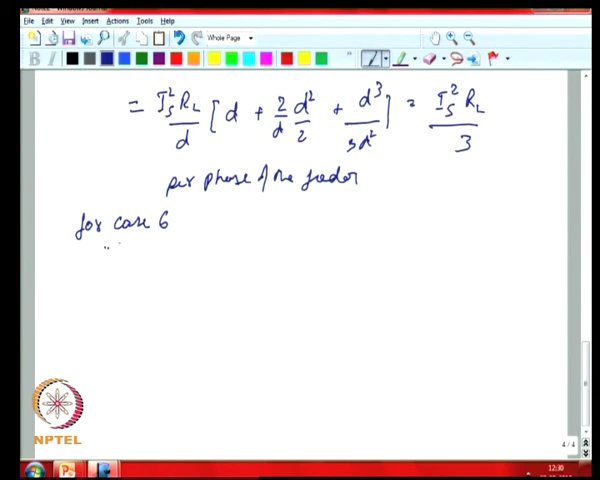 File Edit View Insert Actions Tools Help
Whole Page
= I_S^2 R_L / d [ d + 2/d d^2/2 + d^3/3d^2 ] = I_S^2 R_L / 3
per phase of the feeder
for case 6
NPTEL
4 / 4
12:30